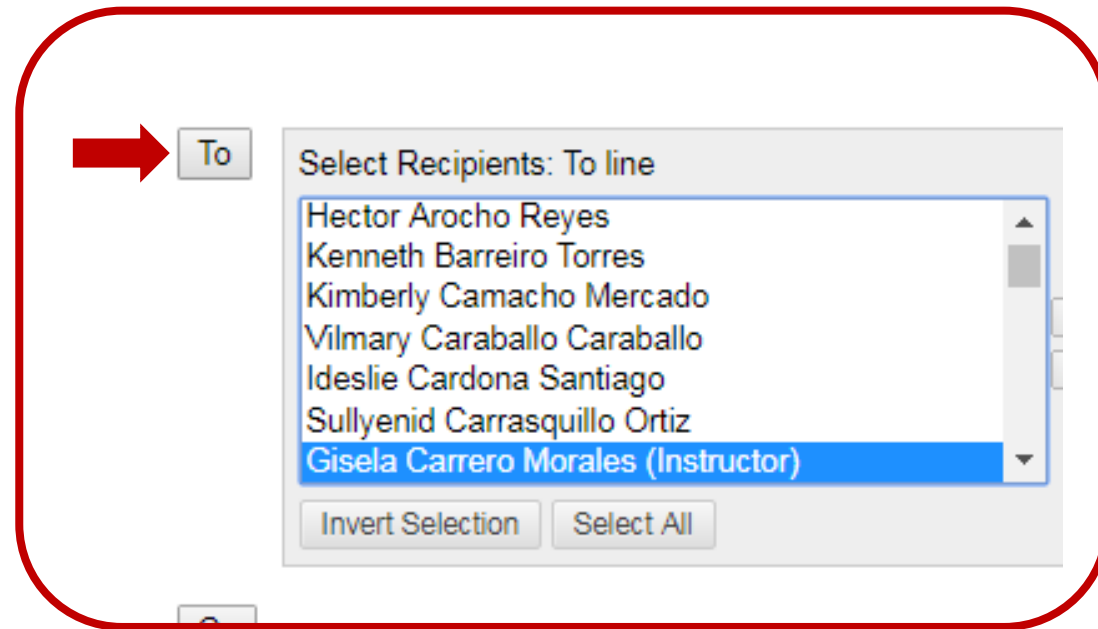 To
Select Recipients: To line
Hector Arocho Reyes
Kenneth Barreiro Torres
Kimberly Camacho Mercado
Vilmary Caraballo Caraballo
Ideslie Cardona Santiago
Sullyenid Carrasquillo Ortiz
Gisela Carrero Morales (Instructor)
Invert Selection
Select All